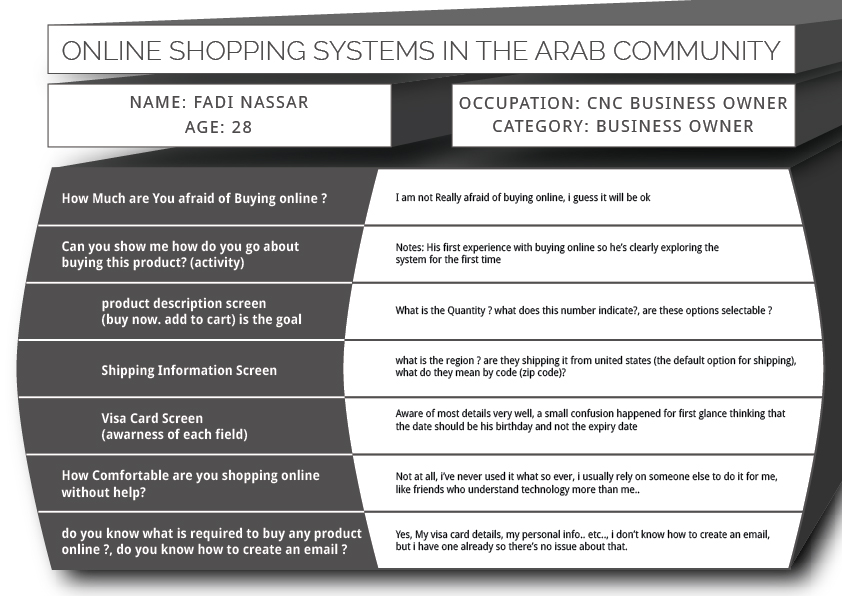 ONLINE SHOPPING SYSTEMS IN THE ARAB COMMUNITY
NAME: FADI NASSAR
AGE: 28
OCCUPATION: CNC BUSINESS OWNER
CATEGORY: BUSINESS OWNER
How Much are You afraid of Buying online ?
I am not Really afraid of buying online, i guess it will be ok
Can you show me how do you go about
buying this product? (activity)
Notes: His first experience with buying online so he's clearly exploring the
system for the first time
product description screen
(buy now. add to cart) is the goal
What is the Quantity ? what does this number indicate?, are these options selectable ?
Shipping Information Screen
what is the region ? are they shipping it from united states (the default option for shipping),
what do they mean by code (zip code)?
Visa Card Screen
(awarness of each field)
Aware of most details very well, a small confusion happened for first glance thinking that
the date should be his birthday and not the expiry date
How Comfortable are you shopping online
without help?
Not at all, i've never used it what so ever, i usually rely on someone else to do it for me,
like friends who understand technology more than me..
do you know what is required to buy any product
online ?, do you know how to create an email ?
Yes, My visa card details, my personal info.. etc.., i don't know how to create an email,
but i have one already so there's no issue about that.